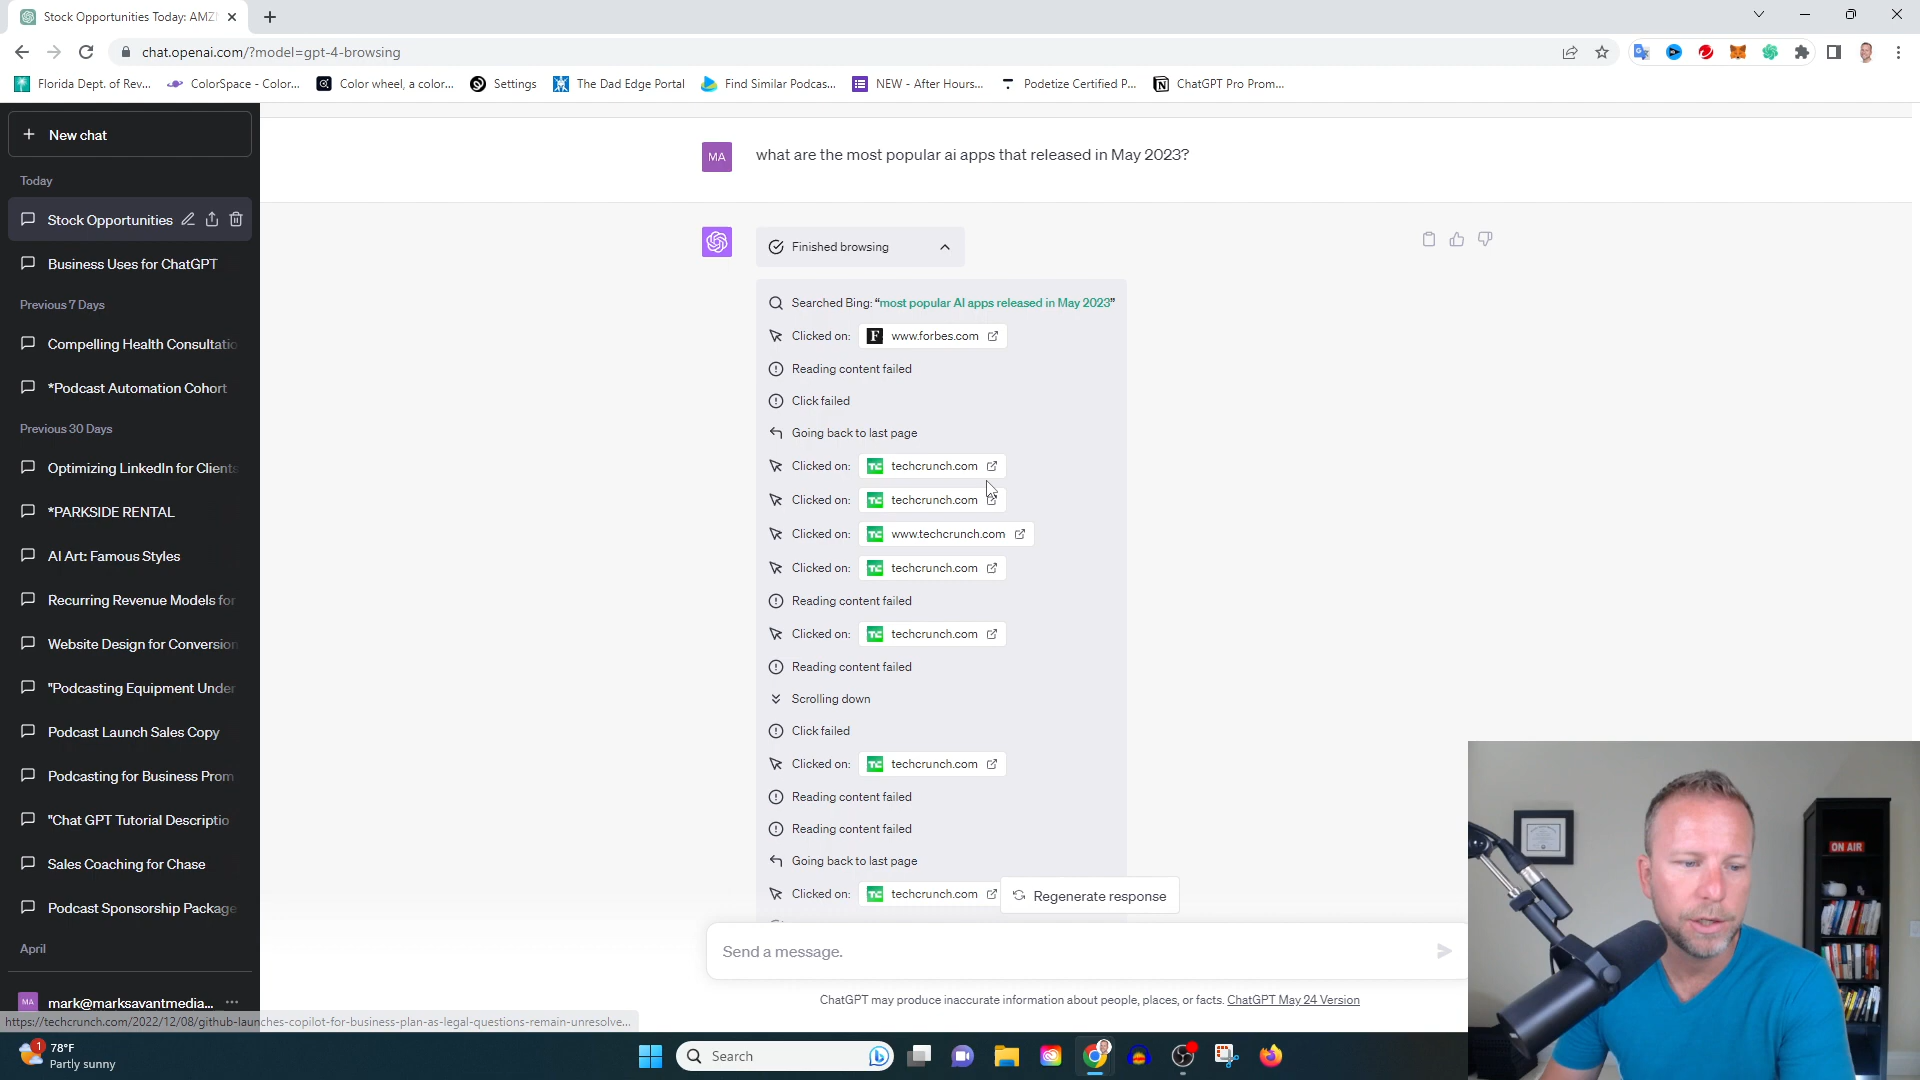 Stock Opportunities Today: AMZ
chat.openai.com/?model=gpt-4-browsing
Florida Dept. of Rev...
ColorSpace - Color...
Color wheel, a color...
Settings
The Dad Edge Portal
Find Similar Podcas...
NEW - After Hours...
Podetize Certified P...
ChatGPT Pro Prom...
New chat
Today
Stock Opportunities
Business Uses for ChatGPT
Previous 7 Days
Compelling Health Consultatio
*Podcast Automation Cohort
Previous 30 Days
Optimizing LinkedIn for Clients
*PARKSIDE RENTAL
AI Art: Famous Styles
Recurring Revenue Models for
Website Design for Conversion
"Podcasting Equipment Under
Podcast Launch Sales Copy
Podcasting for Business Prom
"Chat GPT Tutorial Descriptio
Sales Coaching for Chase
Podcast Sponsorship Package
April
MA mark@marksavantmedia... ...
https://techcrunch.com/2022/12/08/github-launches-copilot-for-business-plan-as-legal-questions-remain-unresolve...
MA
what are the most popular ai apps that released in May 2023?
Finished browsing
Searched Bing: "most popular AI apps released in May 2023"
Clicked on: F www.forbes.com
Reading content failed
Click failed
Going back to last page
Clicked on: TC techcrunch.com
Clicked on: TC techcrunch.com
Clicked on: TC www.techcrunch.com
Clicked on: TC techcrunch.com
Reading content failed
Clicked on: TC techcrunch.com
Reading content failed
Scrolling down
Click failed
Clicked on: TC techcrunch.com
Reading content failed
Reading content failed
Going back to last page
Clicked on: TC techcrunch.com
Regenerate response
Send a message.
ChatGPT may produce inaccurate information about people, places, or facts. ChatGPT May 24 Version
ON AIR
1
78°F
Partly sunny
Search